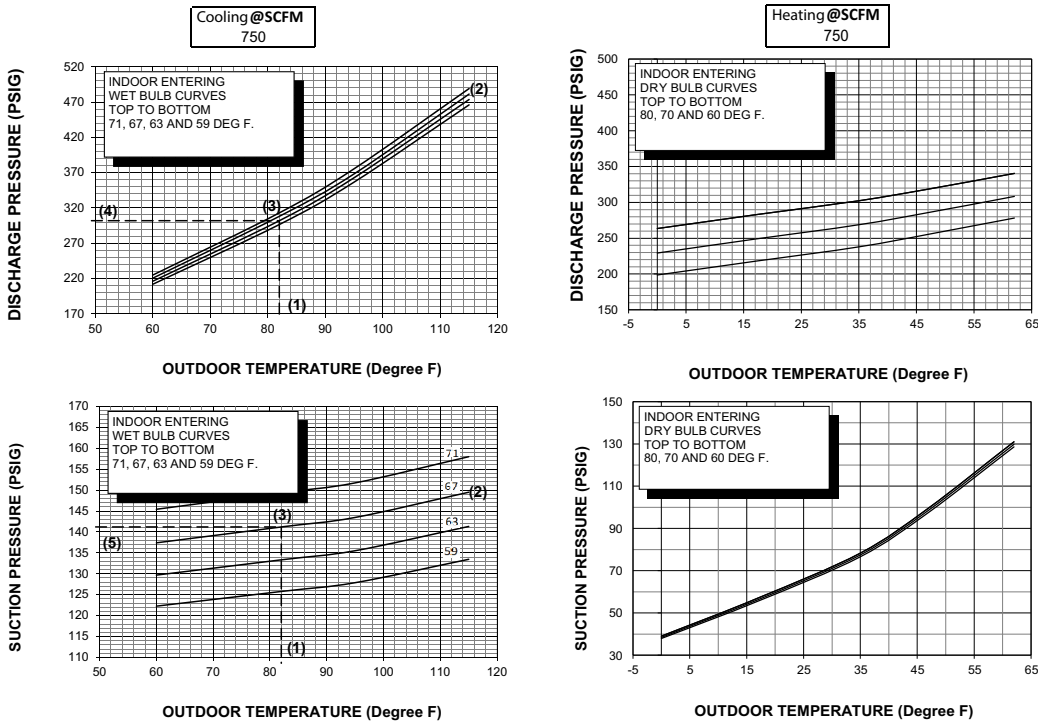 Cooling @SCFM
750
DISCHARGE PRESSURE (PSIG)
520
470
420
370
320
270
220
170
INDOOR ENTERING
WET BULB CURVES
TOP TO BOTTOM
71, 67, 63 AND 59 DEG F.
(2)
(3)
(4)
(1)
50 60 70 80 90 100 110 120
OUTDOOR TEMPERATURE (Degree F)
Heating @SCFM
750
DISCHARGE PRESSURE (PSIG)
500
450
400
350
300
250
200
150
INDOOR ENTERING
DRY BULB CURVES
TOP TO BOTTOM
80, 70 AND 60 DEG F.
-5 5 15 25 35 45 55 65
OUTDOOR TEMPERATURE (Degree F)
SUCTION PRESSURE (PSIG)
170
165
160
155
150
145
140
135
130
125
120
115
110
INDOOR ENTERING
WET BULB CURVES
TOP TO BOTTOM
71, 67, 63 AND 59 DEG F.
71
67
(2)
(3)
63
(5)
59
(1)
50 60 70 80 90 100 110 120
OUTDOOR TEMPERATURE (Degree F)
SUCTION PRESSURE (PSIG)
150
130
110
90
70
50
30
INDOOR ENTERING
DRY BULB CURVES
TOP TO BOTTOM
80, 70 AND 60 DEG F.
-5 5 15 25 35 45 55 65
OUTDOOR TEMPERATURE (Degree F)